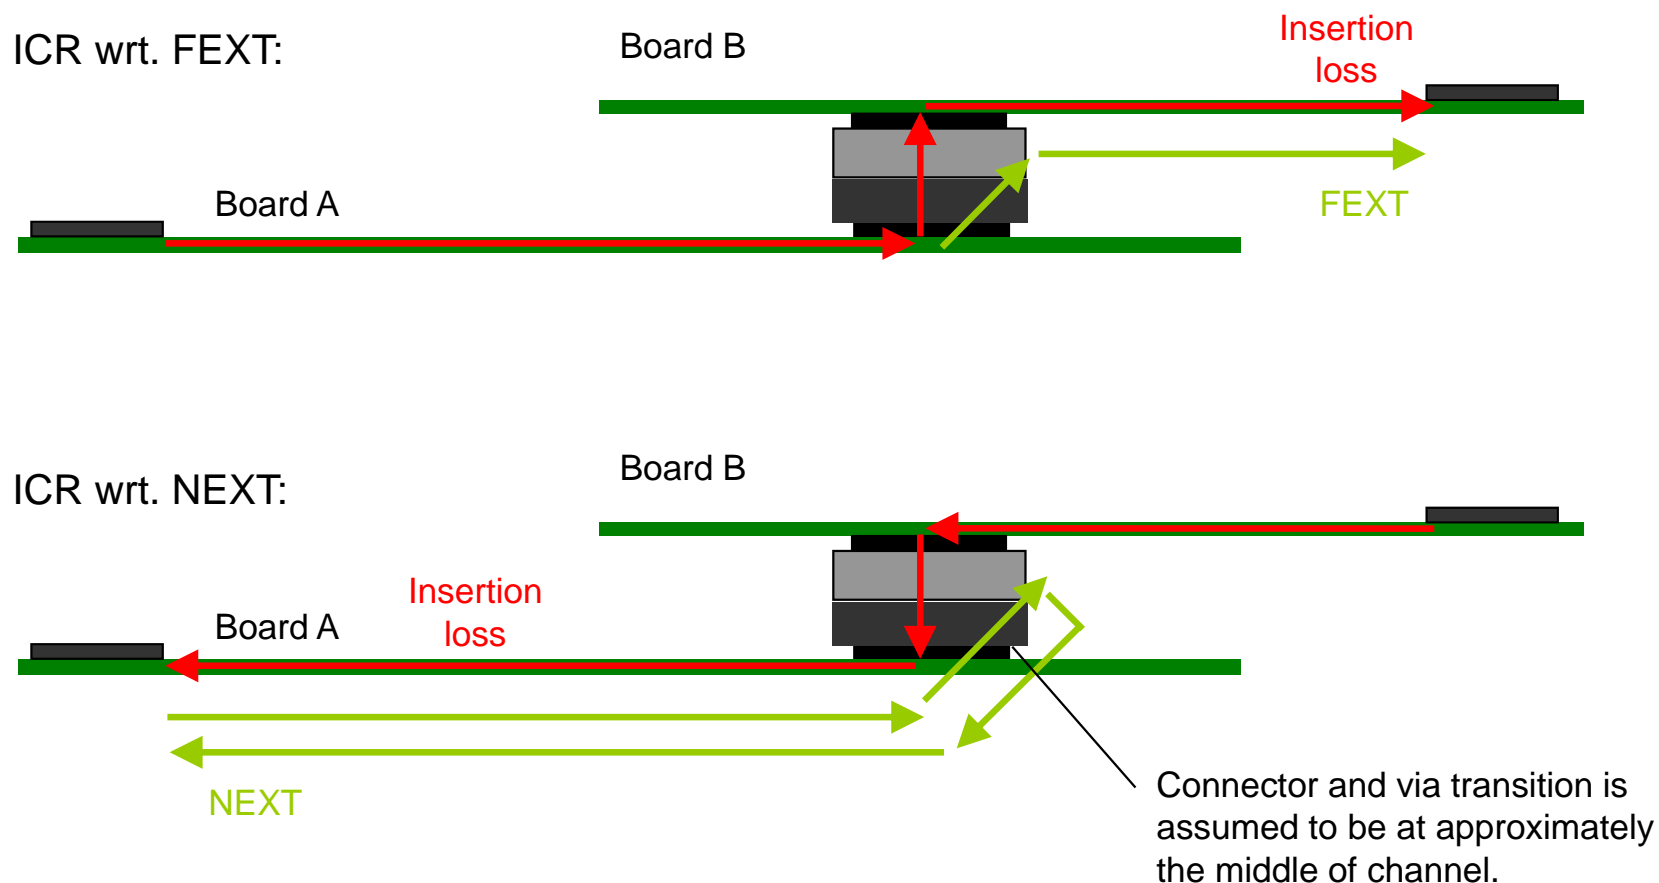 ICR wrt. FEXT:
Board B
Insertion
loss
Board A
FEXT
ICR wrt. NEXT:
Board B
Insertion
loss
Board A
NEXT
Connector and via transition is
assumed to be at approximately
the middle of channel.